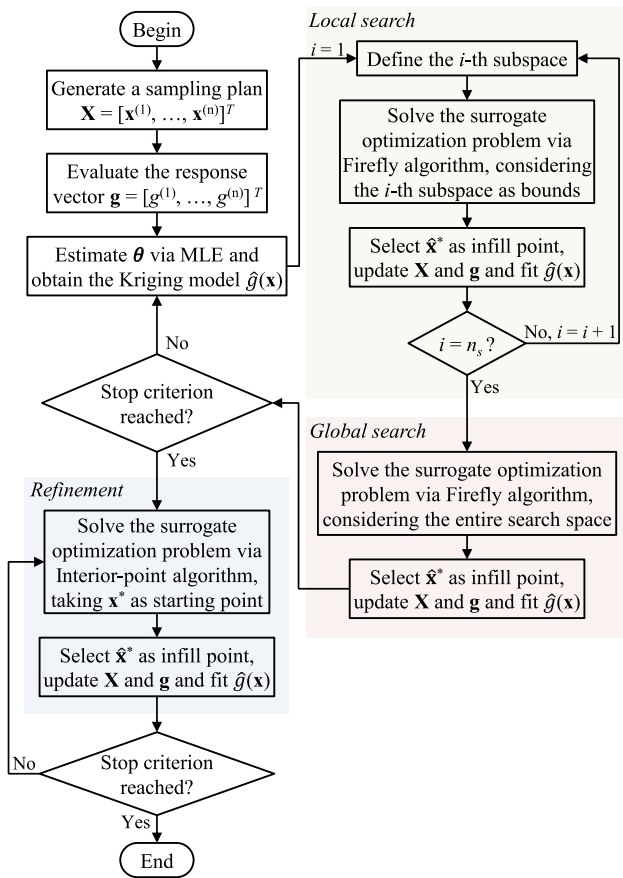 Begin
Generate a sampling plan
X = [x⁽¹⁾, …, x⁽ⁿ⁾]ᵀ
Evaluate the response
vector g = [g⁽¹⁾, …, g⁽ⁿ⁾] ᵀ
Estimate θ via MLE and
obtain the Kriging model ĝ(x)
i = 1
Local search
Define the i-th subspace
Solve the surrogate
optimization problem via
Firefly algorithm, considering
the i-th subspace as bounds
Select x̂* as infill point,
update X and g and fit ĝ(x)
i = nₛ ?
No, i = i + 1
Yes
Global search
Solve the surrogate optimization
problem via Firefly algorithm,
considering the entire search space
Select x̂* as infill point,
update X and g and fit ĝ(x)
No
Stop criterion
reached?
Yes
Refinement
Solve the surrogate
optimization problem via
Interior-point algorithm,
taking x* as starting point
Select x̂* as infill point,
update X and g and fit ĝ(x)
No
Stop criterion
reached?
Yes
End